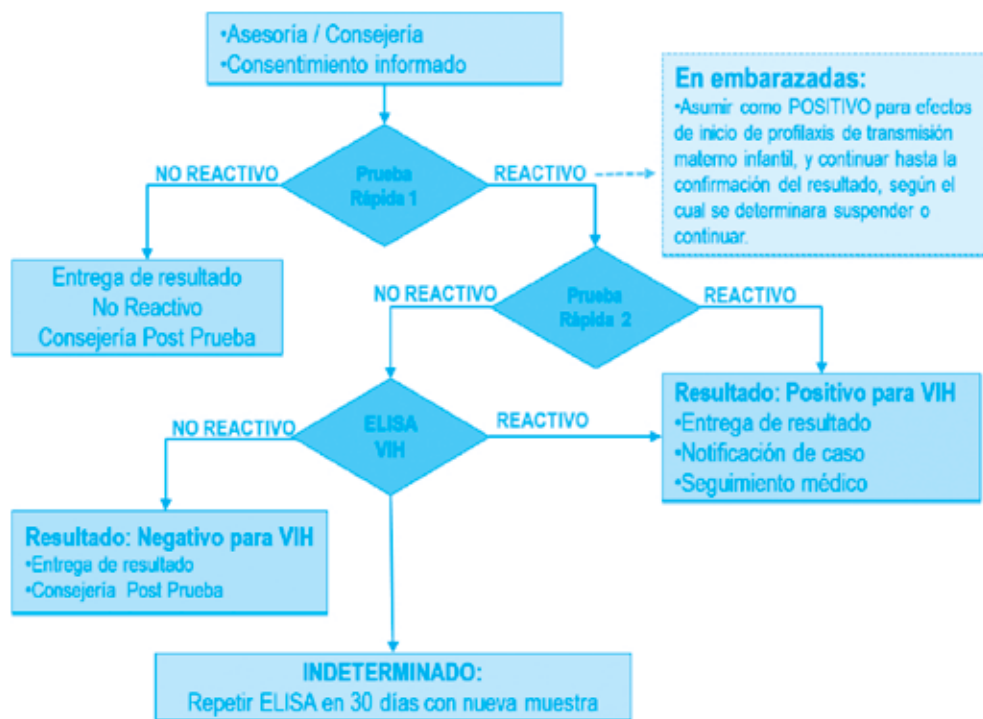 •Asesoría / Consejería
•Consentimiento informado
En embarazadas:
•Asumir como POSITIVO para efectos
de inicio de profilaxis de transmisión
materno infantil, y continuar hasta la
confirmación del resultado, según el
cual se determinara suspender o
continuar.
NO REACTIVO
Prueba
Rápida 1
REACTIVO
Entrega de resultado
No Reactivo
Consejería Post Prueba
NO REACTIVO
Prueba
Rápida 2
REACTIVO
Resultado: Positivo para VIH
•Entrega de resultado
•Notificación de caso
•Seguimiento médico
NO REACTIVO
ELISA
VIH
REACTIVO
Resultado: Negativo para VIH
•Entrega de resultado
•Consejería Post Prueba
INDETERMINADO:
Repetir ELISA en 30 días con nueva muestra